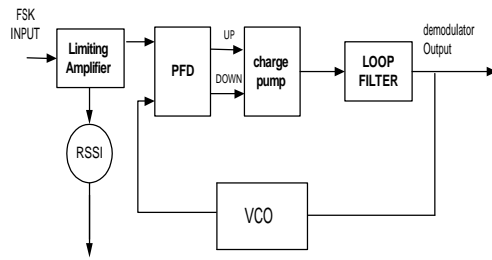 FSK
INPUT
Limiting
Amplifier
RSSI
PFD
UP
DOWN
charge
pump
LOOP
FILTER
demodulator
Output
VCO